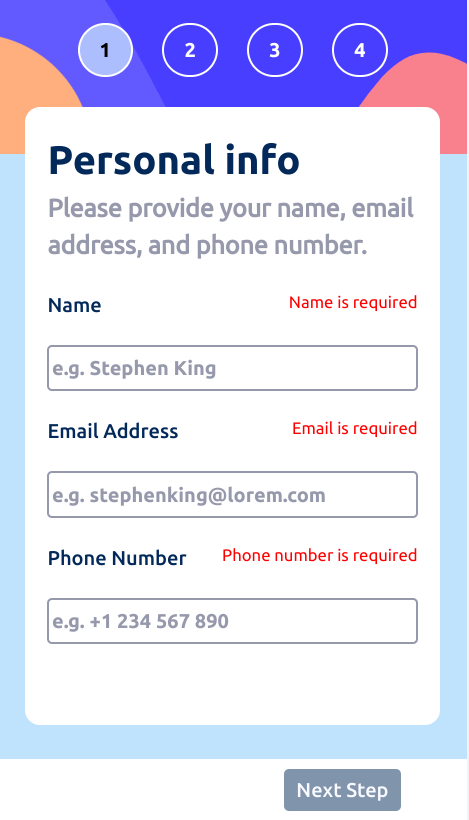 1 2 3 4
Personal info
Please provide your name, email
address, and phone number.
Name Name is required
e.g. Stephen King
Email Address Email is required
e.g. stephenking@lorem.com
Phone Number Phone number is required
e.g. +1 234 567 890
Next Step